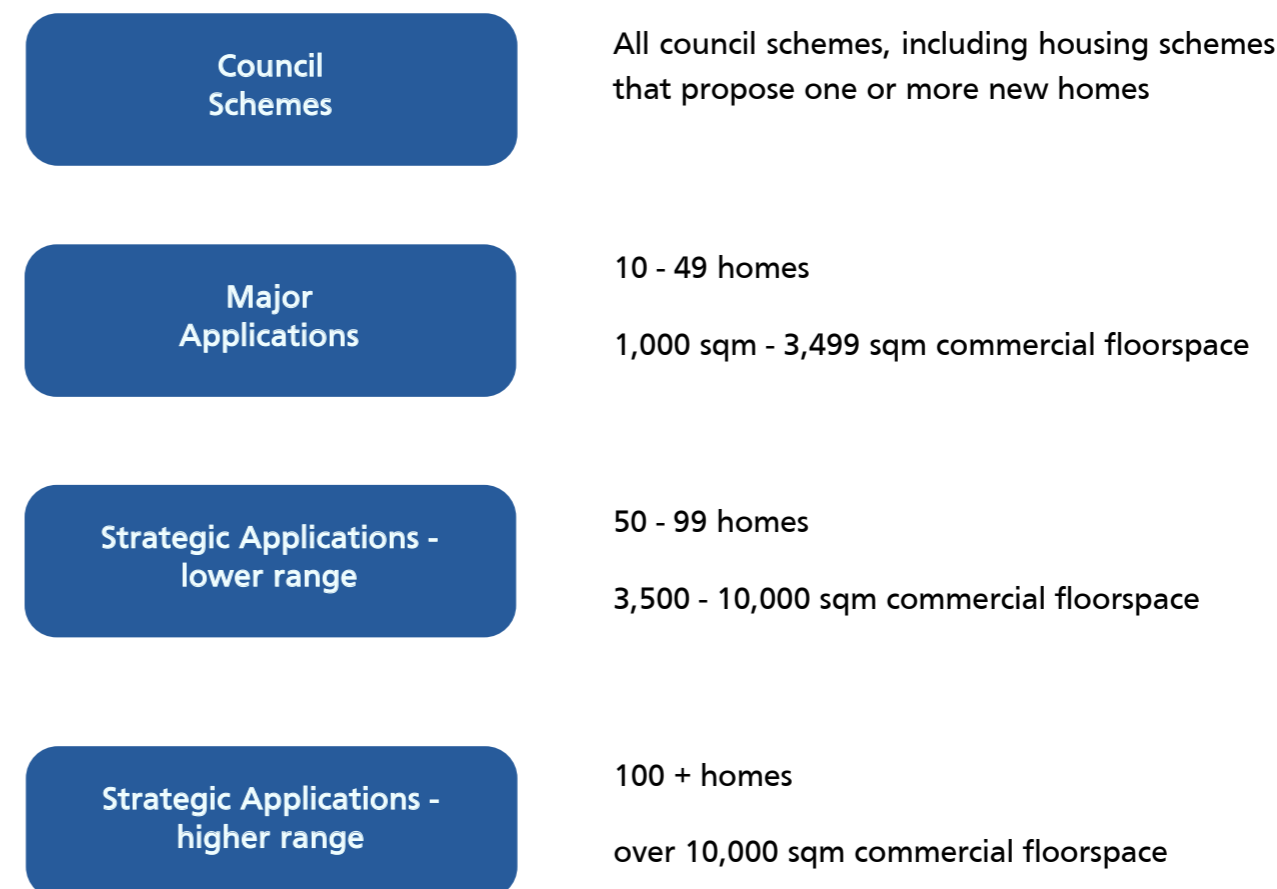 Council
Schemes
All council schemes, including housing schemes
that propose one or more new homes
Major
Applications
10 - 49 homes
1,000 sqm - 3,499 sqm commercial floorspace
Strategic Applications -
lower range
50 - 99 homes
3,500 - 10,000 sqm commercial floorspace
Strategic Applications -
higher range
100 + homes
over 10,000 sqm commercial floorspace